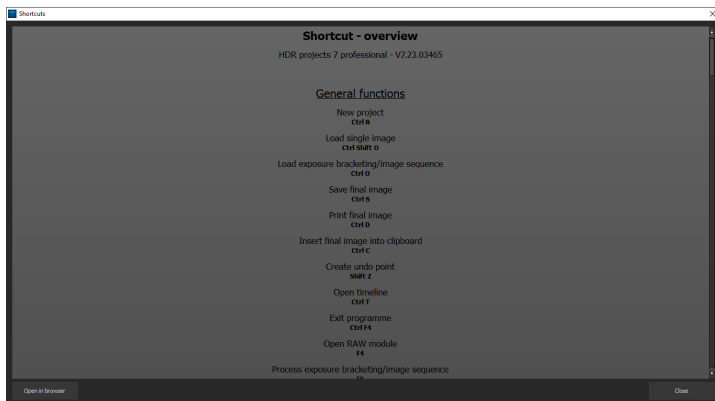 Shortcuts
Shortcut - overview
HDR projects 7 professional - V7.23.03465
General functions
New project
Ctrl N
Load single image
Ctrl Shift O
Load exposure bracketing/image sequence
Ctrl O
Save final image
Ctrl S
Print final image
Ctrl D
Insert final image into clipboard
Ctrl C
Create undo point
Shift Z
Open timeline
Ctrl T
Exit programme
Ctrl F4
Open RAW module
F4
Process exposure bracketing/image sequence
Open in browser
Close